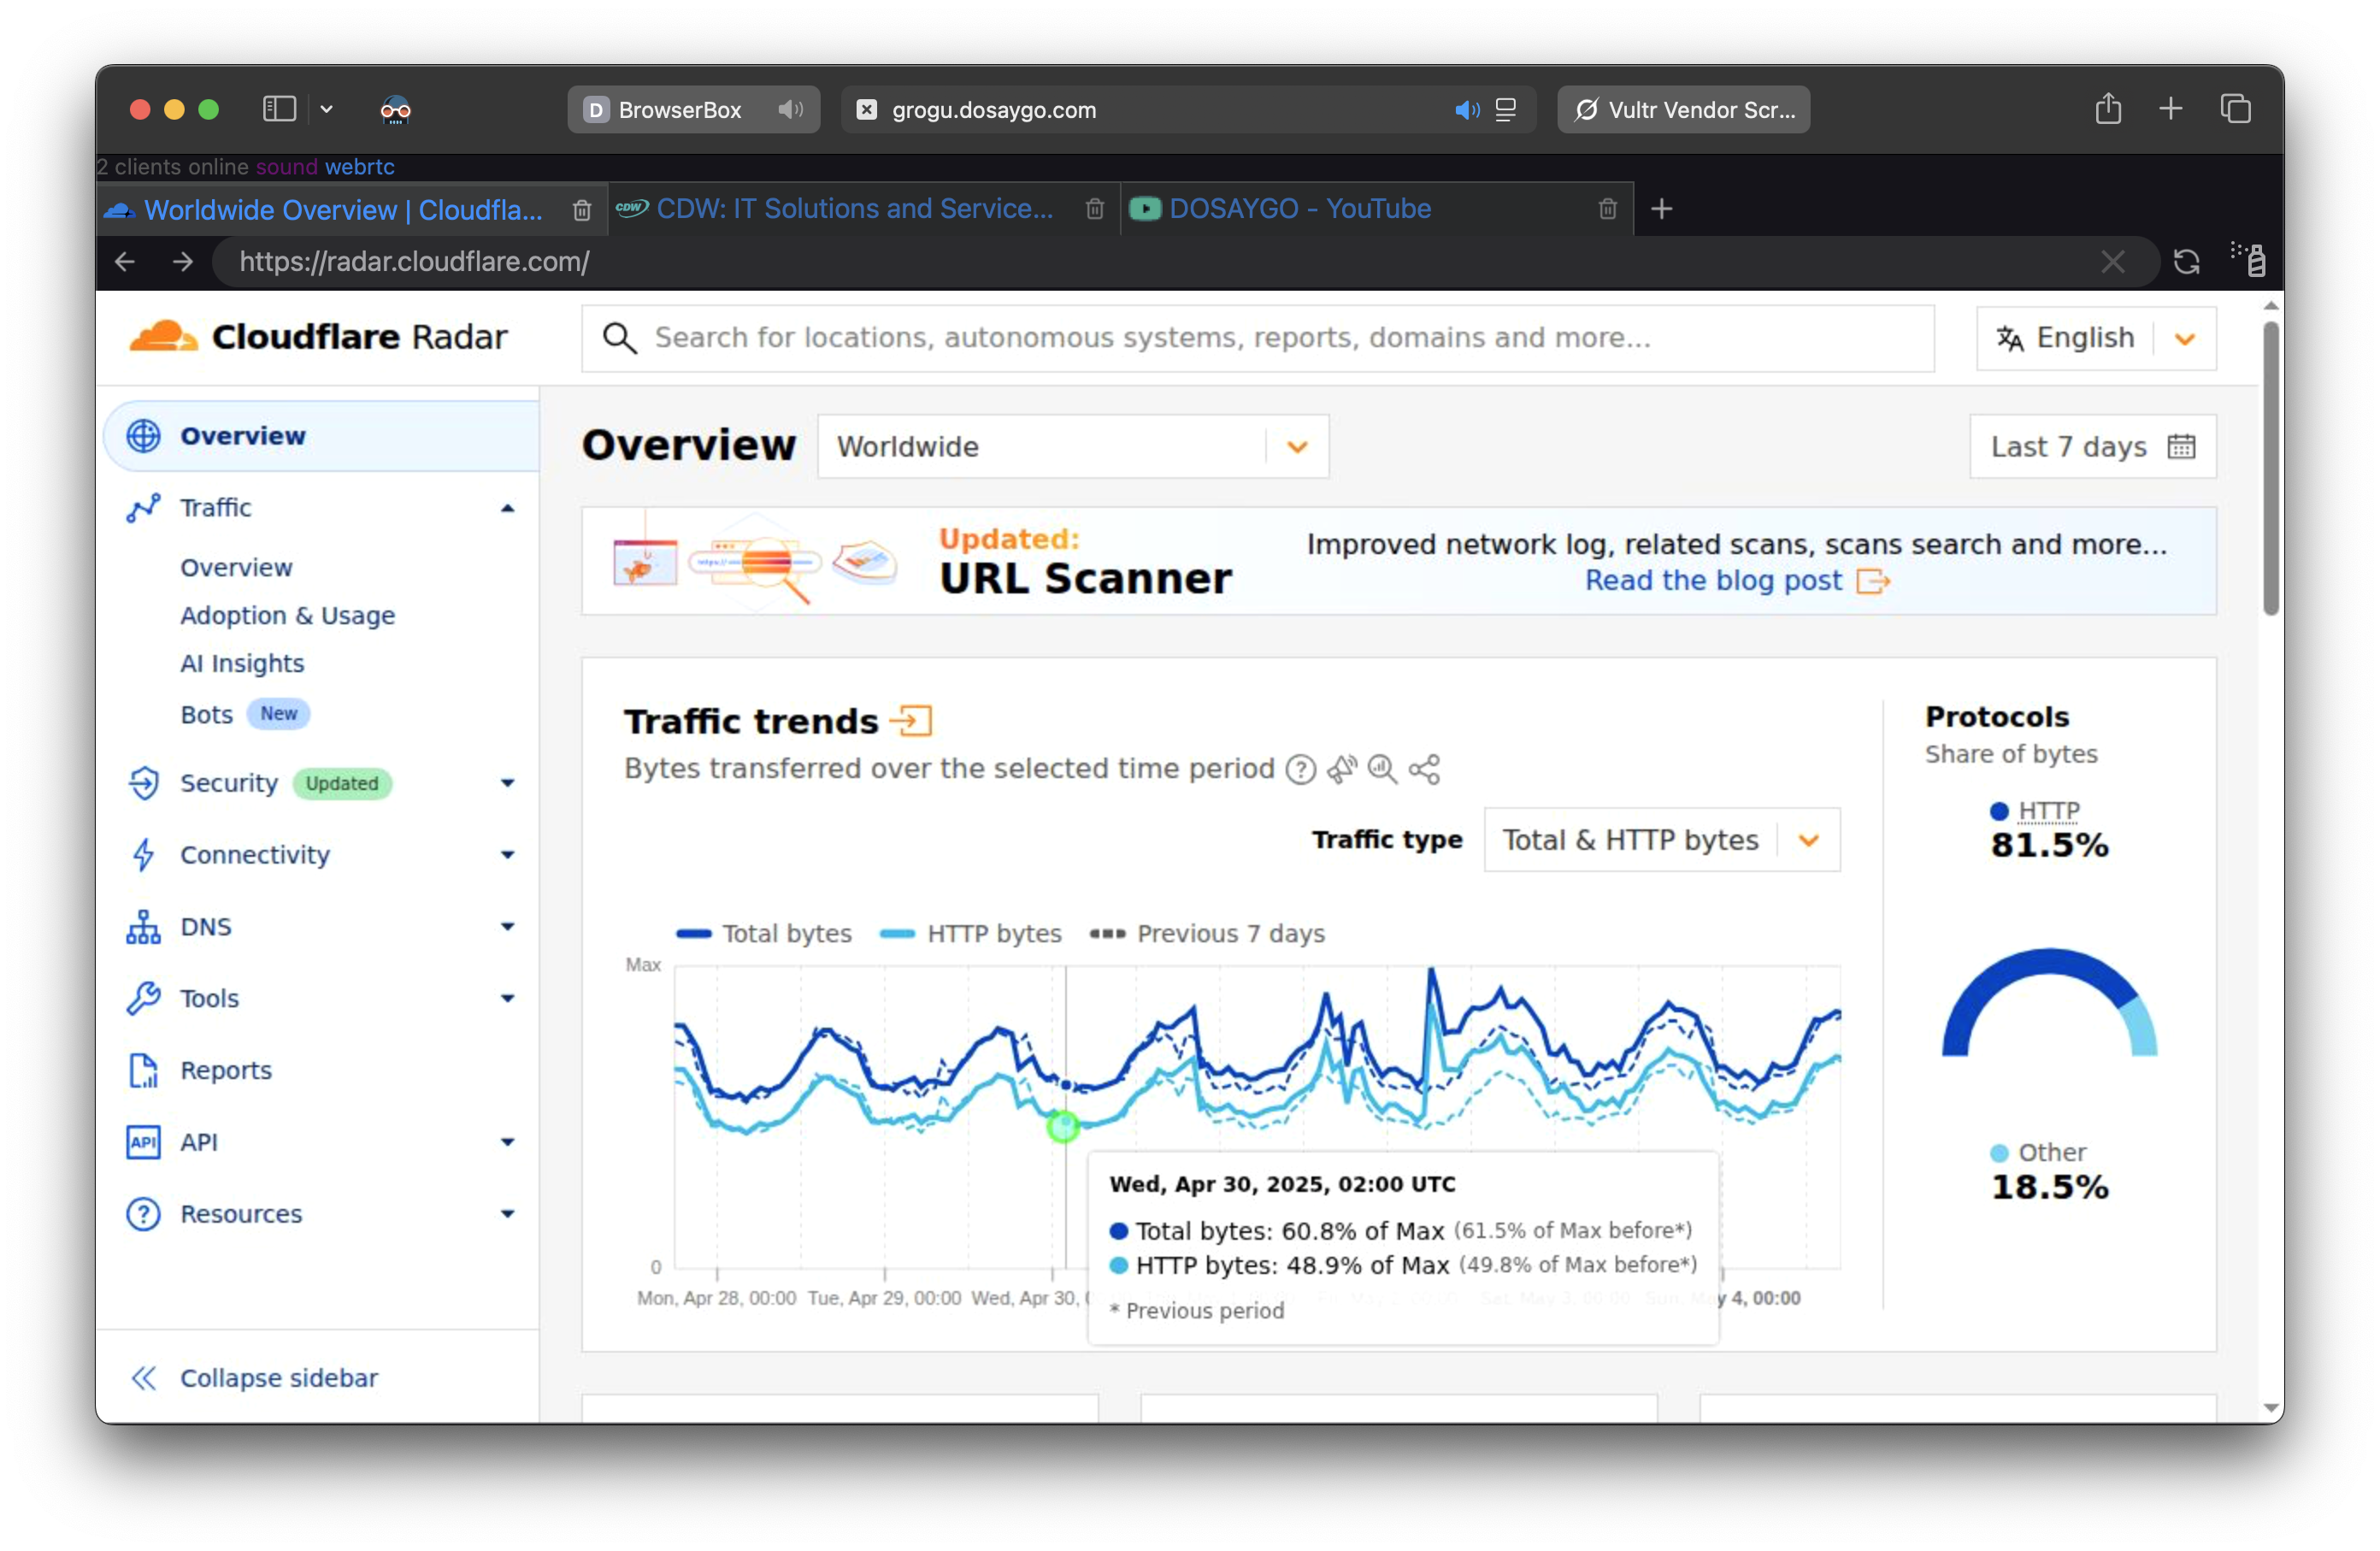 D BrowserBox
grogu.dosaygo.com
Vultr Vendor Scr...
2 clients online sound webrtc
Worldwide Overview | Cloudfla...
CDW CDW: IT Solutions and Service...
DOSAYGO - YouTube
https://radar.cloudflare.com/
Cloudflare Radar
Search for locations, autonomous systems, reports, domains and more...
English
Overview
Traffic
Overview
Adoption & Usage
AI Insights
Bots New
Security Updated
Connectivity
DNS
Tools
Reports
API API
Resources
Collapse sidebar
Overview
Worldwide
Last 7 days
https://
Updated:
URL Scanner
Improved network log, related scans, scans search and more...
Read the blog post
Traffic trends
Bytes transferred over the selected time period
Traffic type
Total & HTTP bytes
Total bytes
HTTP bytes
Previous 7 days
Max
0
Mon, Apr 28, 00:00
Tue, Apr 29, 00:00
Wed, Apr 30,
y 4, 00:00
Wed, Apr 30, 2025, 02:00 UTC
Total bytes: 60.8% of Max (61.5% of Max before*)
HTTP bytes: 48.9% of Max (49.8% of Max before*)
* Previous period
Protocols
Share of bytes
HTTP
81.5%
Other
18.5%